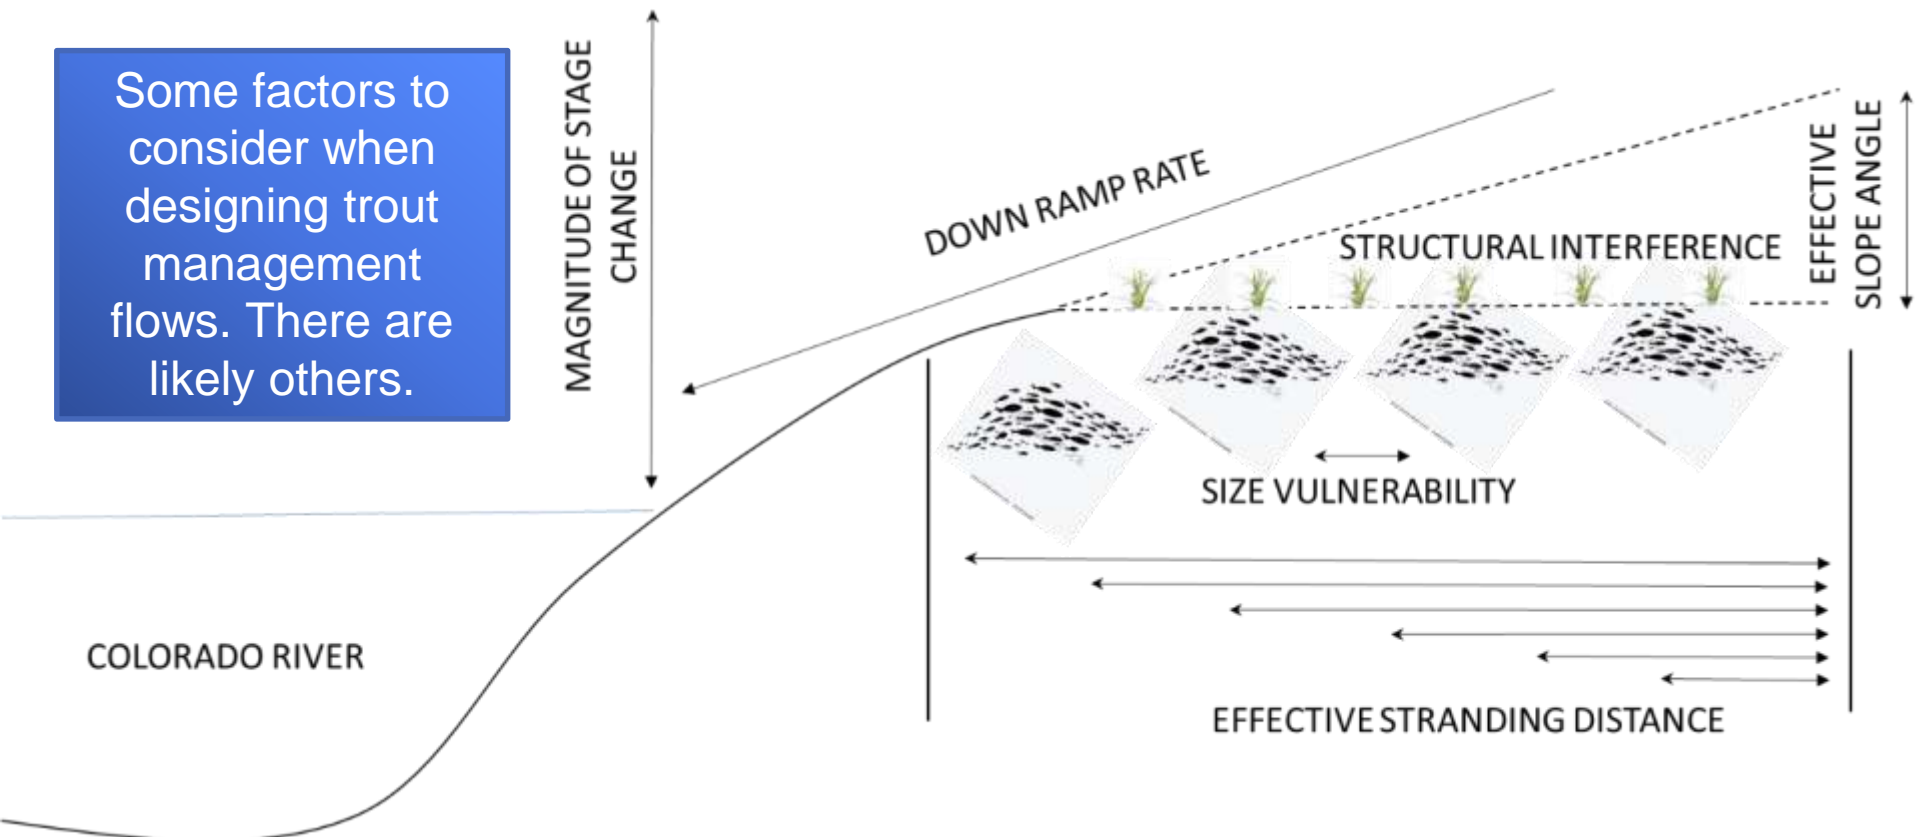 Some factors to
consider when
designing trout
management
flows. There are
likely others.
MAGNITUDE OF STAGE
CHANGE
DOWN RAMP RATE
STRUCTURAL INTERFERENCE
EFFECTIVE
SLOPE ANGLE
SIZE VULNERABILITY
COLORADO RIVER
EFFECTIVE STRANDING DISTANCE